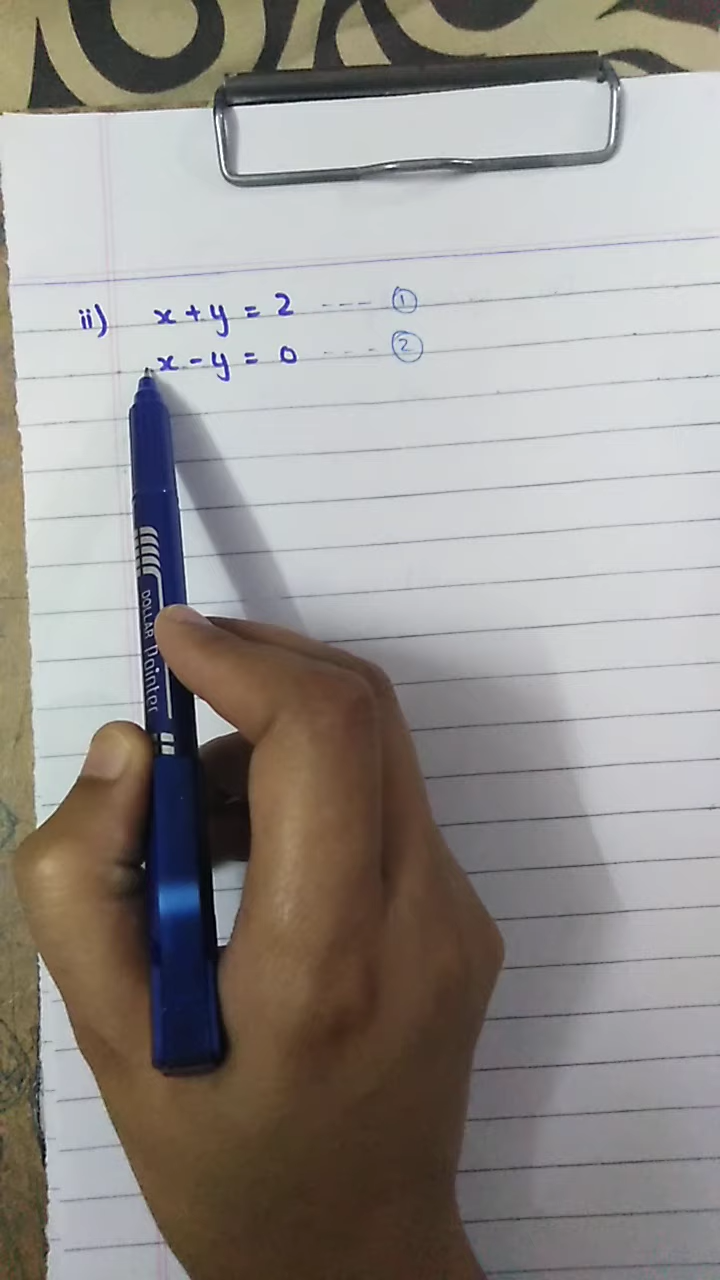 ii) x + y = 2 --- ①
x - y = 0 --- ②
DOLLAR Pointer